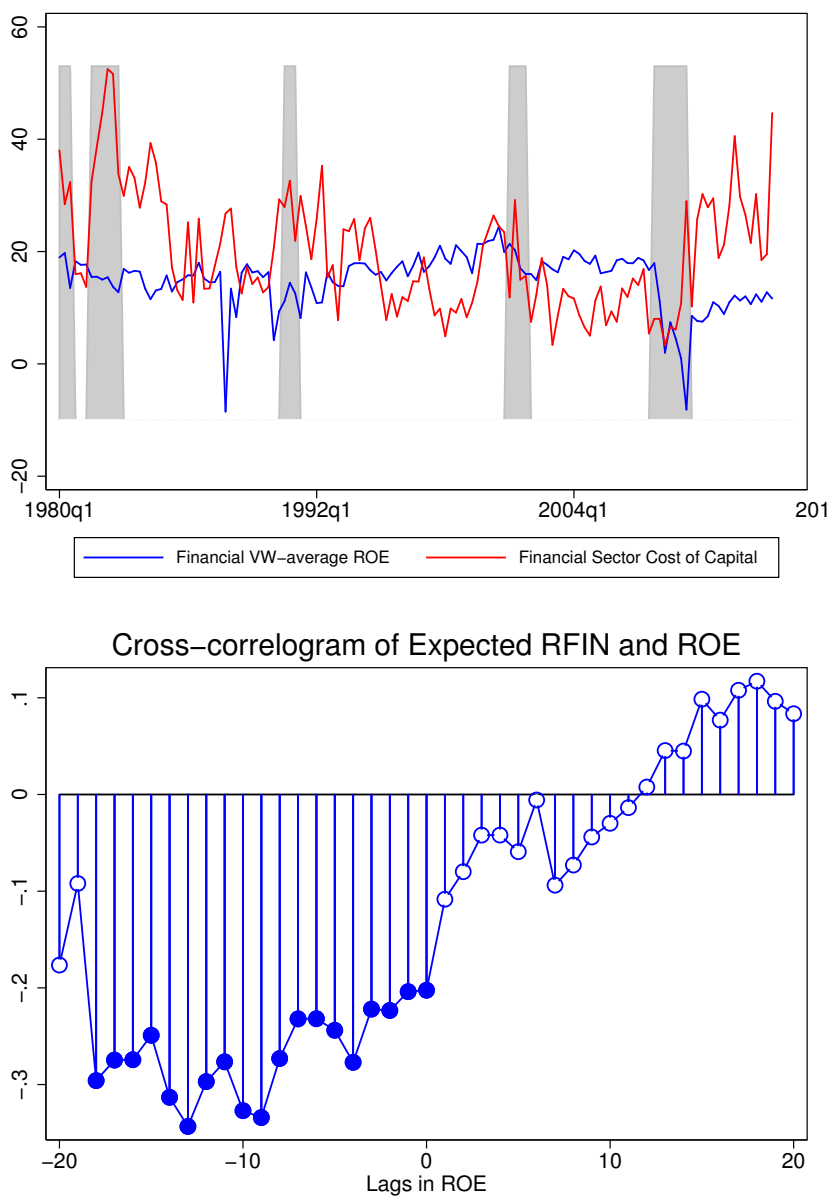 60
40
20
0
−20
1980q1
1992q1
2004q1
201
Financial VW−average ROE
Financial Sector Cost of Capital
Cross−correlogram of Expected RFIN and ROE
.1
0
−.1
−.2
−.3
−20
−10
0
10
20
Lags in ROE